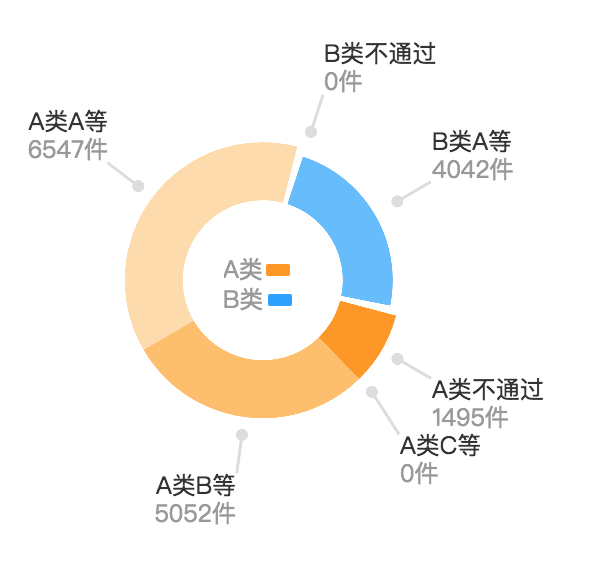 B类不通过
0件
A类A等
6547件
B类A等
4042件
A类
B类
A类不通过
1495件
A类C等
0件
A类B等
5052件